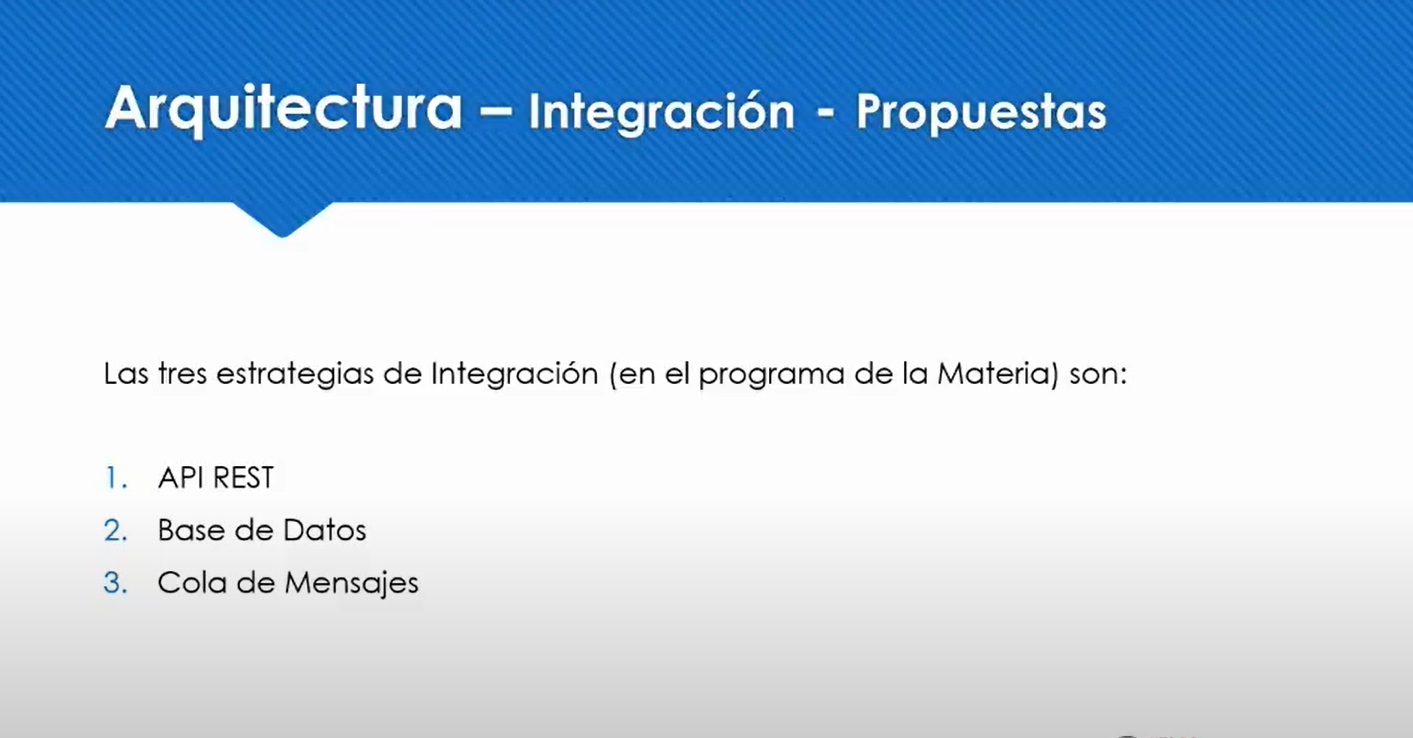 Arquitectura – Integración - Propuestas
Las tres estrategias de Integración (en el programa de la Materia) son:
1. API REST
2. Base de Datos
3. Cola de Mensajes